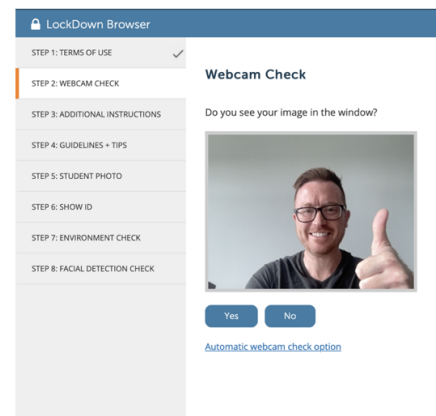 LockDown Browser
STEP 1: TERMS OF USE
STEP 2: WEBCAM CHECK
STEP 3: ADDITIONAL INSTRUCTIONS
STEP 4: GUIDELINES + TIPS
STEP 5: STUDENT PHOTO
STEP 6: SHOW ID
STEP 7: ENVIRONMENT CHECK
STEP 8: FACIAL DETECTION CHECK
Webcam Check
Do you see your image in the window?
Yes No
Automatic webcam check option